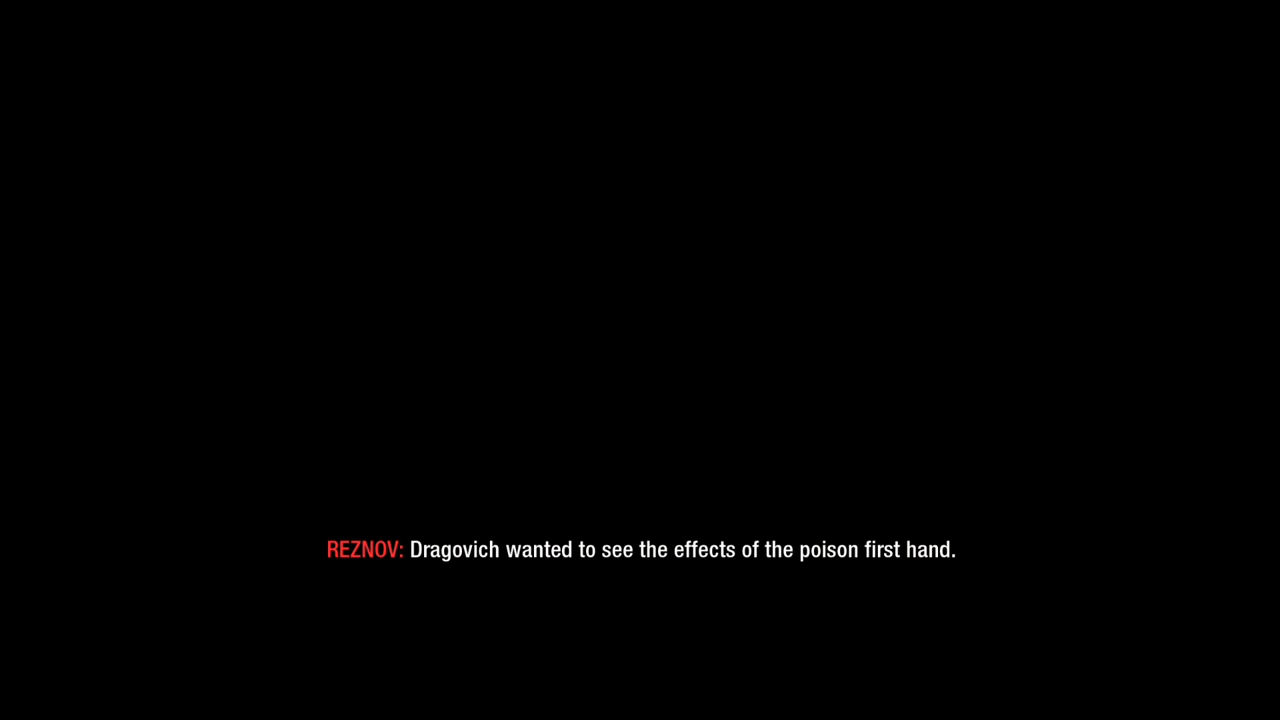 REZNOV: Dragovich wanted to see the effects of the poison first hand.